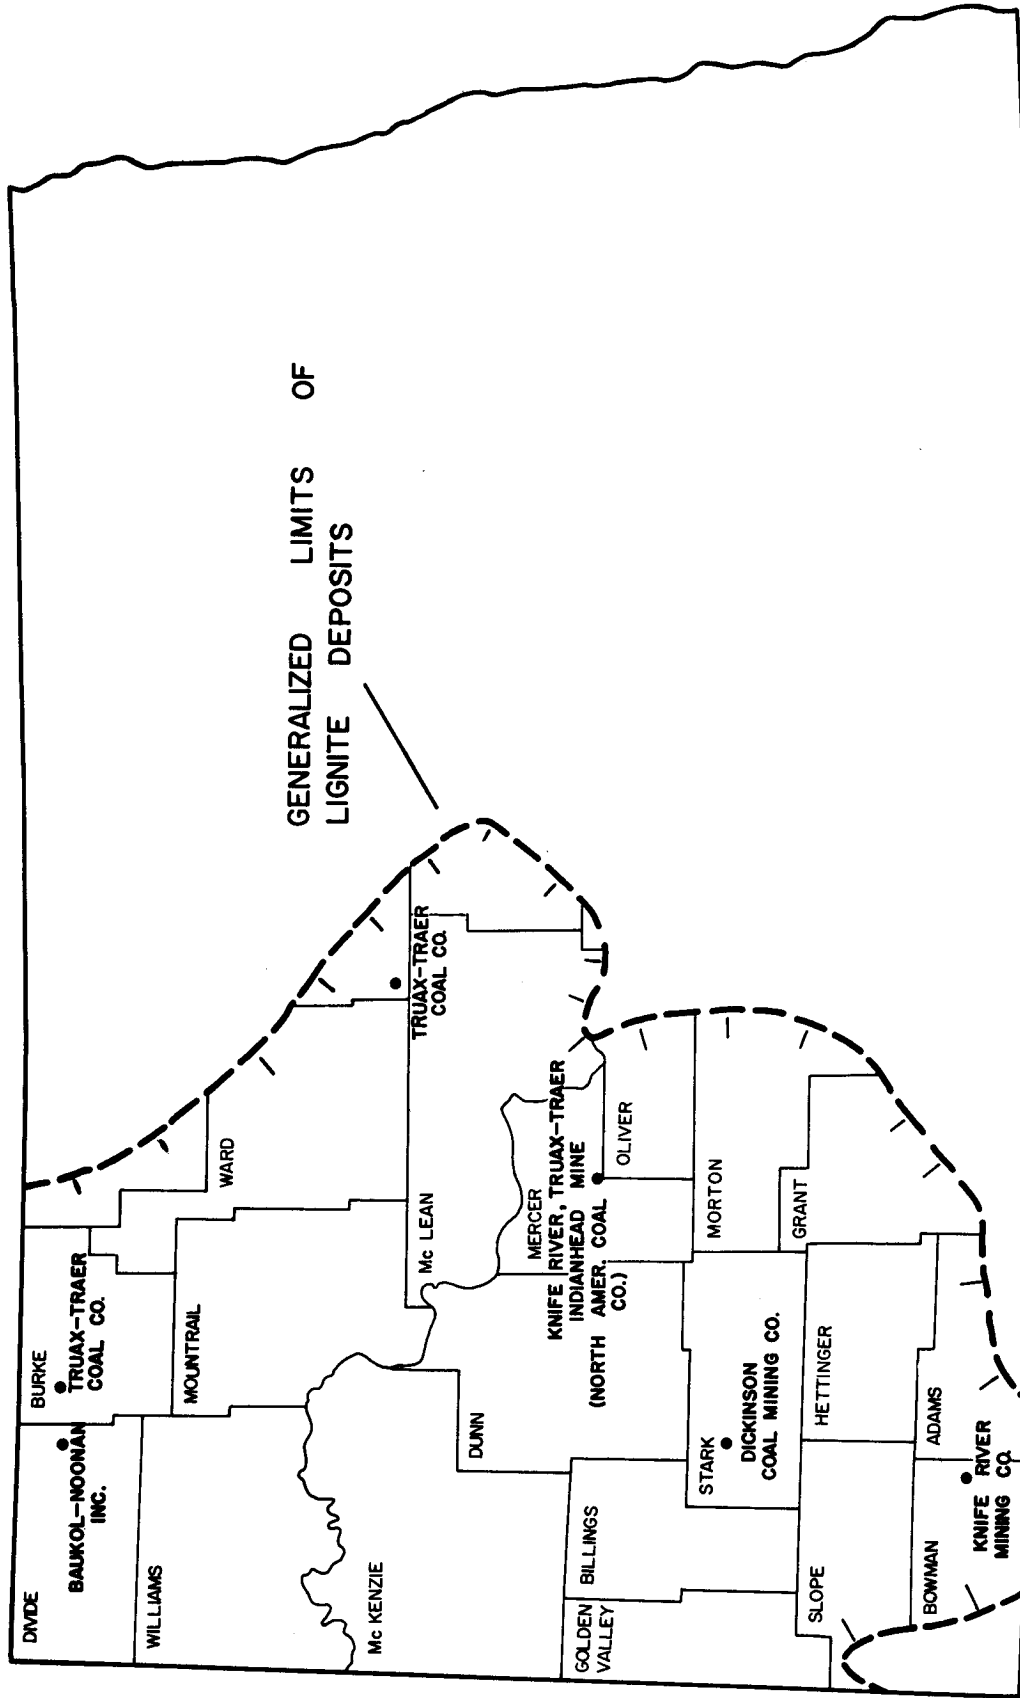 DIVIDE
BAUKOL-NOONAN
INC.
BURKE
TRUAX-TRAER
COAL CO.
WILLIAMS
MOUNTRAIL
WARD
GENERALIZED LIMITS OF
LIGNITE DEPOSITS
Mc KENZIE
Mc LEAN
TRUAX-TRAER
COAL CO.
DUNN
MERCER
KNIFE RIVER, TRUAX-TRAER
INDIANHEAD MINE
(NORTH AMER. COAL
CO.)
OLIVER
GOLDEN
VALLEY
BILLINGS
STARK
DICKINSON
COAL MINING CO.
MORTON
GRANT
SLOPE
HETTINGER
BOWMAN
ADAMS
KNIFE RIVER
MINING CO.